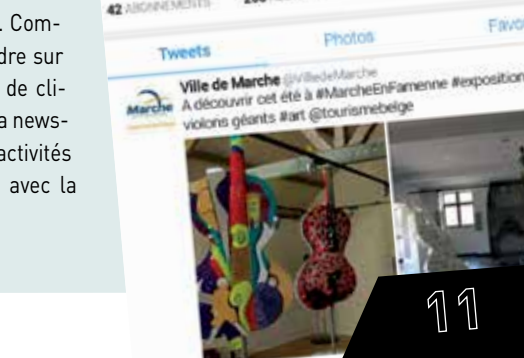 . Com-
dre sur
de cli-
a news-
activités
avec la
42 ABONNEMENTS
Tweets Photos Favo
Ville de Marche @VilledeMarche
Marche
A découvrir cet été à #MarcheEnFamenne #exposition
violons géants #art @tourismebelge
11